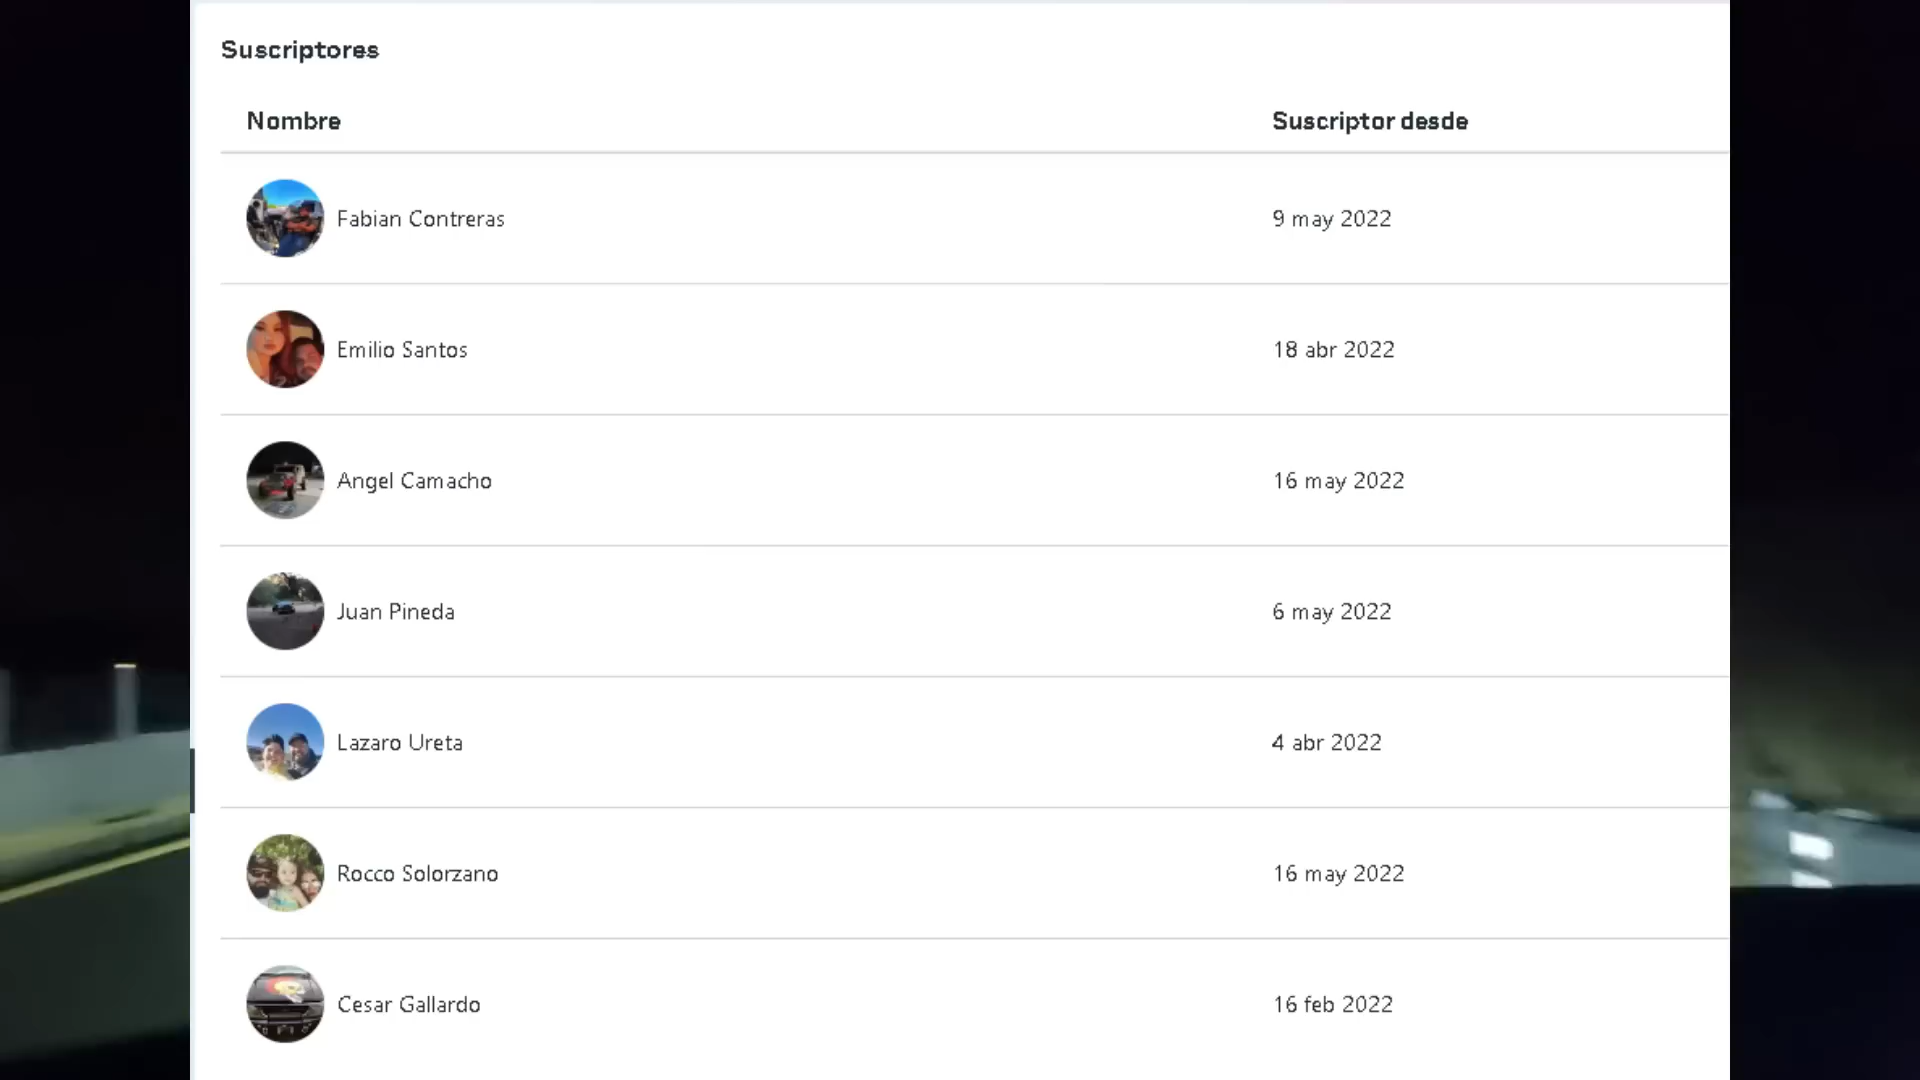 Suscriptores
Nombre Suscriptor desde
Fabian Contreras 9 may 2022
Emilio Santos 18 abr 2022
Angel Camacho 16 may 2022
Juan Pineda 6 may 2022
Lazaro Ureta 4 abr 2022
Rocco Solorzano 16 may 2022
Cesar Gallardo 16 feb 2022